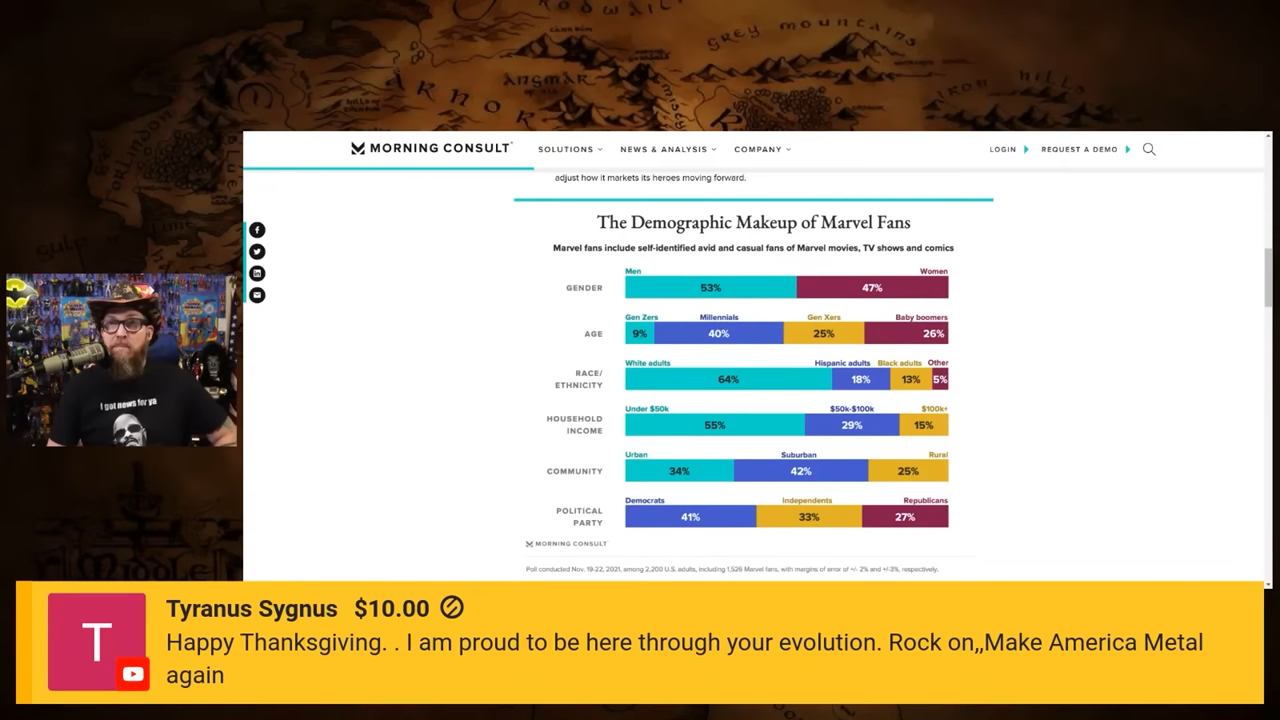 GREY MOUNTAINS
ANGMAR
MORNING CONSULT
SOLUTIONS
NEWS & ANALYSIS
COMPANY
LOGIN
REQUEST A DEMO
adjust how it markets its heroes moving forward.
The Demographic Makeup of Marvel Fans
Marvel fans include self-identified avid and casual fans of Marvel movies, TV shows and comics
Men Women
GENDER 53% 47%
Gen Zers Millennials Gen Xers Baby boomers
AGE 9% 40% 25% 26%
White adults Hispanic adults Black adults Other
RACE/
ETHNICITY
64% 18% 13% 5%
Under $50k $50k-$100k $100k+
HOUSEHOLD
INCOME
55% 29% 15%
Urban Suburban Rural
COMMUNITY 34% 42% 25%
Democrats Independents Republicans
POLITICAL
PARTY
41% 33% 27%
MORNING CONSULT
Poll conducted Nov. 19-22, 2021, among 2,200 U.S. adults, including 1,526 Marvel fans, with margins of error of +/- 2% and +/-3%, respectively.
I got news for ya
T
Tyranus Sygnus $10.00
Happy Thanksgiving. . I am proud to be here through your evolution. Rock on,,Make America Metal
again